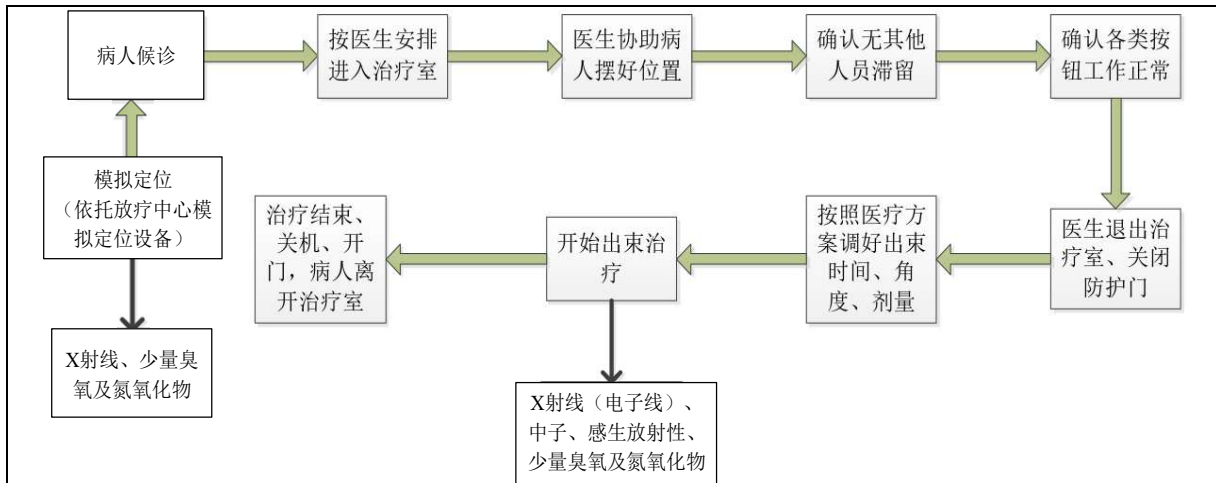 病人候诊
按医生安排
进入治疗室
医生协助病
人摆好位置
确认无其他
人员滞留
确认各类按
钮工作正常
模拟定位
（依托放疗中心模
拟定位设备）
治疗结束、
关机、开
门，病人离
开治疗室
开始出束治
疗
按照医疗方
案调好出束
时间、角
度、剂量
医生退出治
疗室、关闭
防护门
X射线、少量臭
氧及氮氧化物
X射线（电子线）、
中子、感生放射性、
少量臭氧及氮氧化物